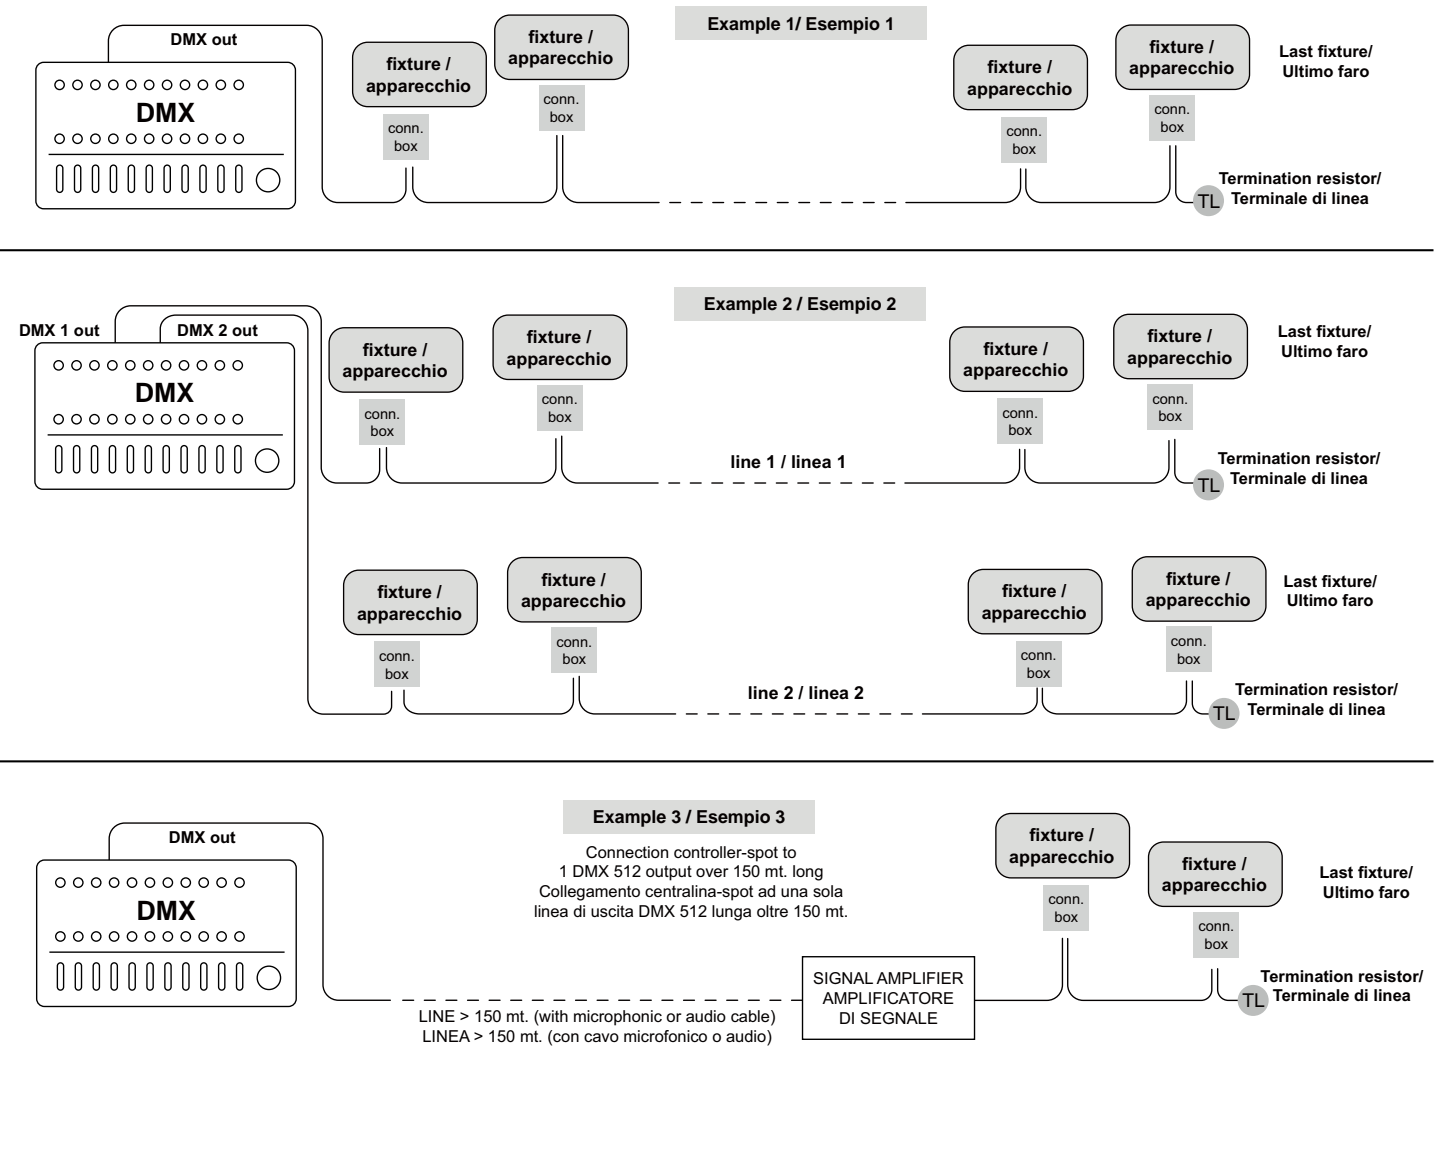 Example 1/ Esempio 1
DMX out
DMX
fixture /
apparecchio
conn.
box
fixture /
apparecchio
conn.
box
fixture /
apparecchio
conn.
box
fixture /
apparecchio
conn.
box
Last fixture/
Ultimo faro
Termination resistor/
Terminale di linea
TL
Example 2 / Esempio 2
DMX 1 out
DMX 2 out
DMX
fixture /
apparecchio
conn.
box
fixture /
apparecchio
conn.
box
line 1 / linea 1
fixture /
apparecchio
conn.
box
fixture /
apparecchio
conn.
box
Last fixture/
Ultimo faro
Termination resistor/
Terminale di linea
TL
fixture /
apparecchio
conn.
box
fixture /
apparecchio
conn.
box
line 2 / linea 2
fixture /
apparecchio
conn.
box
fixture /
apparecchio
conn.
box
Last fixture/
Ultimo faro
Termination resistor/
Terminale di linea
TL
Example 3 / Esempio 3
Connection controller-spot to
1 DMX 512 output over 150 mt. long
Collegamento centralina-spot ad una sola
linea di uscita DMX 512 lunga oltre 150 mt.
DMX out
DMX
LINE > 150 mt. (with microphonic or audio cable)
LINEA > 150 mt. (con cavo microfonico o audio)
SIGNAL AMPLIFIER
AMPLIFICATORE
DI SEGNALE
fixture /
apparecchio
conn.
box
fixture /
apparecchio
conn.
box
Last fixture/
Ultimo faro
Termination resistor/
Terminale di linea
TL